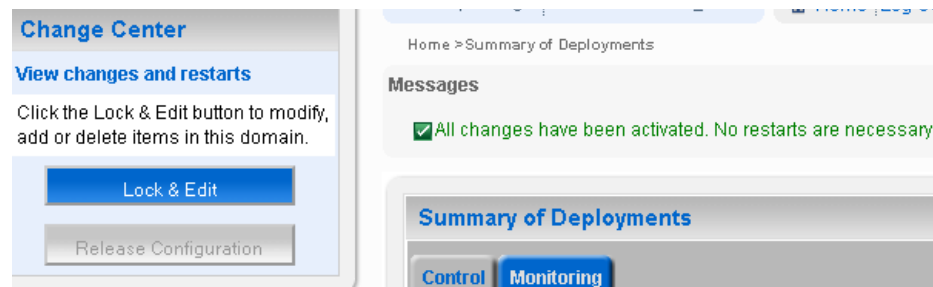 Change Center
View changes and restarts
Click the Lock & Edit button to modify,
add or delete items in this domain.
Lock & Edit
Release Configuration
Home >Summary of Deployments
Messages
All changes have been activated. No restarts are necessary
Summary of Deployments
Control
Monitoring